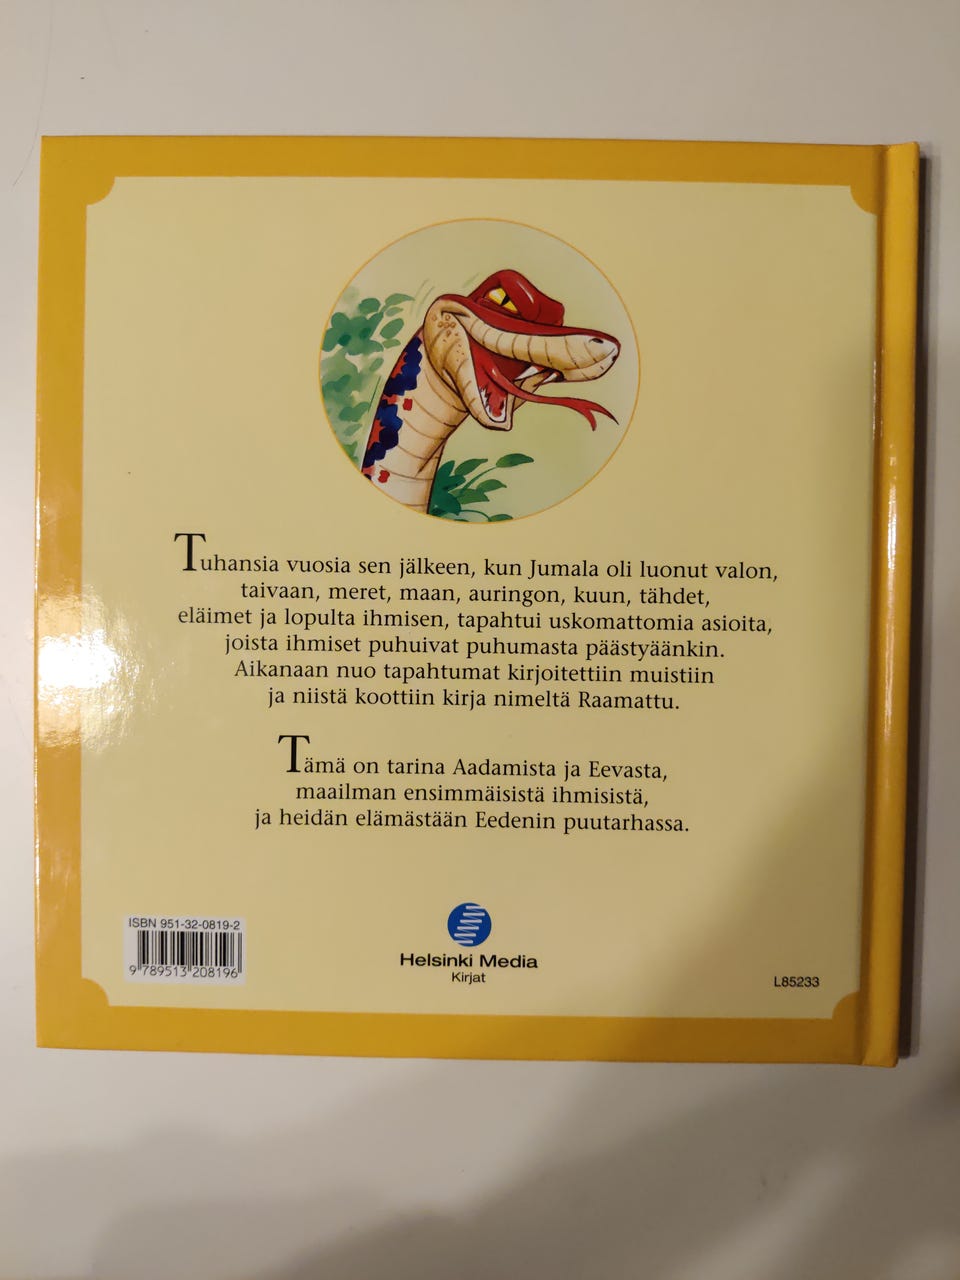 Tuhansia vuosia sen jälkeen, kun Jumala oli luonut valon,
taivaan, meret, maan, auringon, kuun, tähdet,
eläimet ja lopulta ihmisen, tapahtui uskomattomia asioita,
joista ihmiset puhuivat puhumasta päästyäänkin.
Aikanaan nuo tapahtumat kirjoitettiin muistiin
ja niistä koottiin kirja nimeltä Raamattu.
Tämä on tarina Aadamista ja Eevasta,
maailman ensimmäisistä ihmisistä,
ja heidän elämästään Eedenin puutarhassa.
ISBN 951-32-0819-2
9 789513 208196
Helsinki Media
Kirjat
L85233